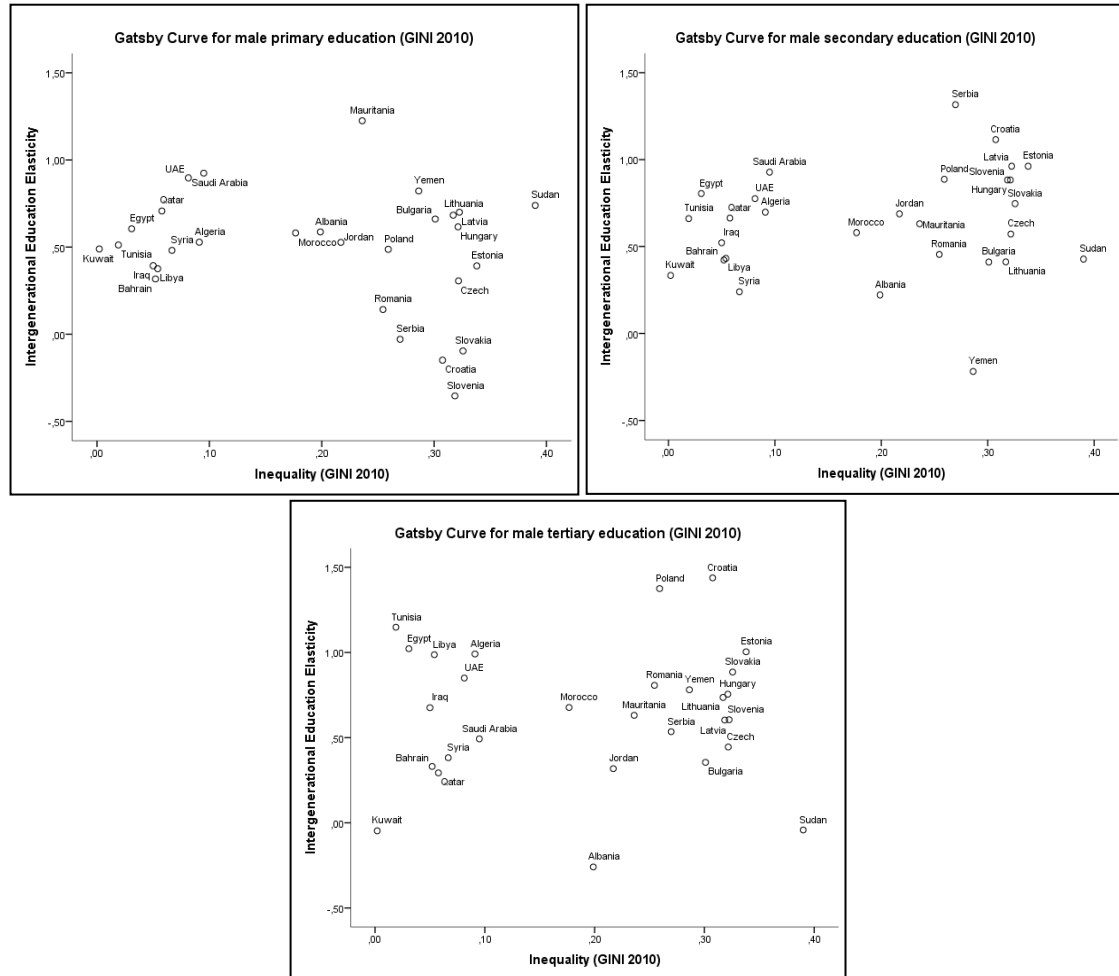 Gatsby Curve for male primary education (GINI 2010)
Intergenerational Education Elasticity
1,50
1,00
,50
,00
-,50
Mauritania
UAE
Saudi Arabia
Yemen
Sudan
Qatar
Lithuania
Bulgaria
Egypt
Albania
Latvia
Algeria
Jordan
Poland
Hungary
Syria
Morocco
Kuwait
Tunisia
Estonia
Iraq
Libya
Bahrain
Czech
Romania
Serbia
Slovakia
Croatia
Slovenia
,00 ,10 ,20 ,30 ,40
Inequality (GINI 2010)
Gatsby Curve for male secondary education (GINI 2010)
Intergenerational Education Elasticity
1,50
1,00
,50
,00
-,50
Serbia
Croatia
Latvia
Estonia
Saudi Arabia
Poland
Slovenia
Egypt
UAE
Hungary
Slovakia
Tunisia
Qatar
Algeria
Jordan
Morocco
Mauritania
Iraq
Czech
Romania
Bulgaria
Sudan
Bahrain
Kuwait
Libya
Lithuania
Syria
Albania
Yemen
,00 ,10 ,20 ,30 ,40
Inequality (GINI 2010)
Gatsby Curve for male tertiary education (GINI 2010)
Intergenerational Education Elasticity
1,50
1,00
,50
,00
-,50
Poland
Croatia
Tunisia
Egypt
Libya
Algeria
Estonia
UAE
Slovakia
Romania
Yemen
Hungary
Iraq
Morocco
Mauritania
Lithuania
Slovenia
Saudi Arabia
Serbia
Latvia
Czech
Syria
Bahrain
Jordan
Bulgaria
Qatar
Kuwait
Sudan
Albania
,00 ,10 ,20 ,30 ,40
Inequality (GINI 2010)